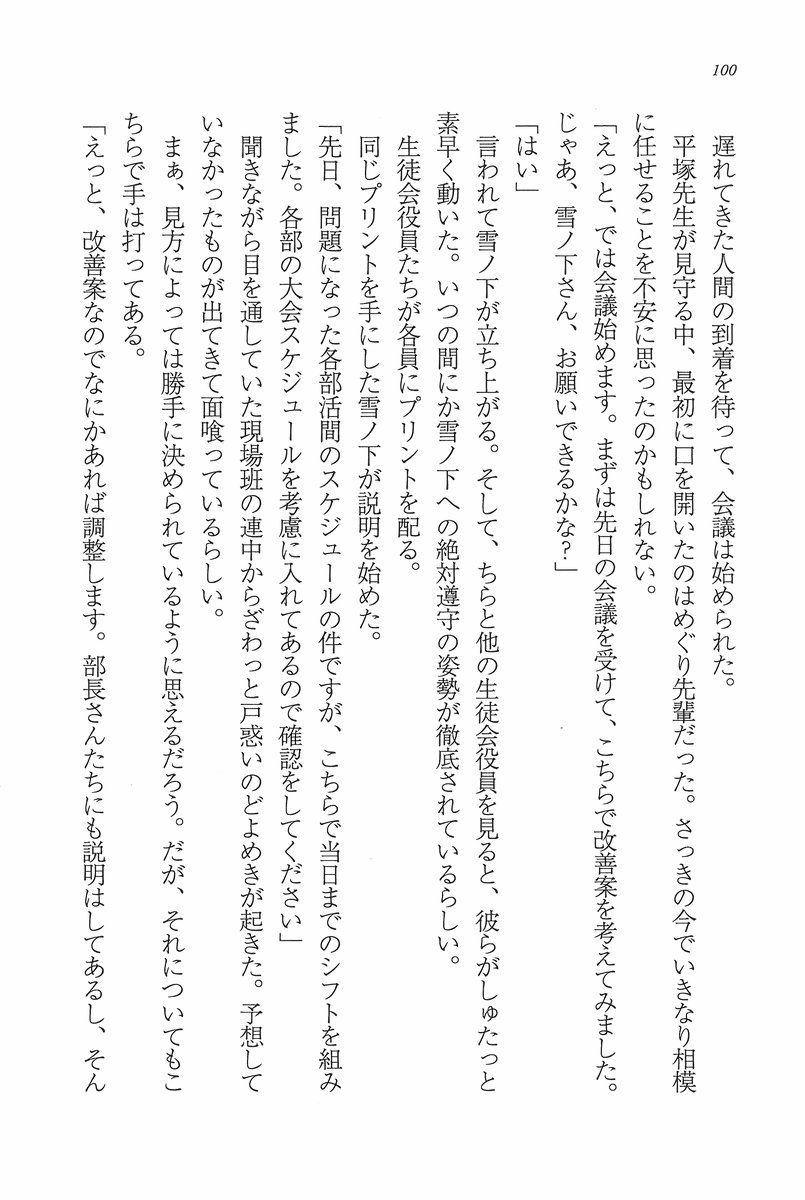 100
遅れてきた人間の到着を待って、会議は始められた。
平塚先生が見守る中、最初に口を開いたのはめぐり先輩だった。さっきの今でいきなり相模
に任せることを不安に思ったのかもしれない。
「えっと、では会議始めます。まずは先日の会議を受けて、こちらで改善案を考えてみました。
じゃあ、雪ノ下さん、お願いできるかな？」
「はい」
言われて雪ノ下が立ち上がる。そして、ちらと他の生徒会役員を見ると、彼らがしゅたっと
素早く動いた。いつの間にか雪ノ下への絶対遵守の姿勢が徹底されているらしい。
生徒会役員たちが各員にプリントを配る。
同じプリントを手にした雪ノ下が説明を始めた。
「先日、問題になった各部活間のスケジュールの件ですが、こちらで当日までのシフトを組み
ました。各部の大会スケジュールを考慮に入れてあるので確認をしてください」
聞きながら目を通していた現場班の連中からざわっと戸惑いのどよめきが起きた。予想して
いなかったものが出てきて面喰っているらしい。
まぁ、見方によっては勝手に決められているように思えるだろう。だが、それについてもこ
ちらで手は打ってある。
「えっと、改善案なのでなにかあれば調整します。部長さんたちにも説明はしてあるし、そん